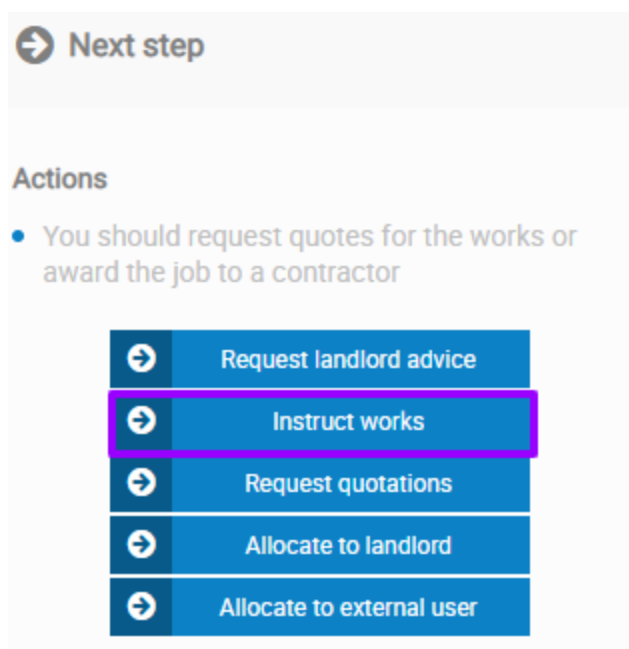 Next step
Actions
You should request quotes for the works or
award the job to a contractor
Request landlord advice
Instruct works
Request quotations
Allocate to landlord
Allocate to external user